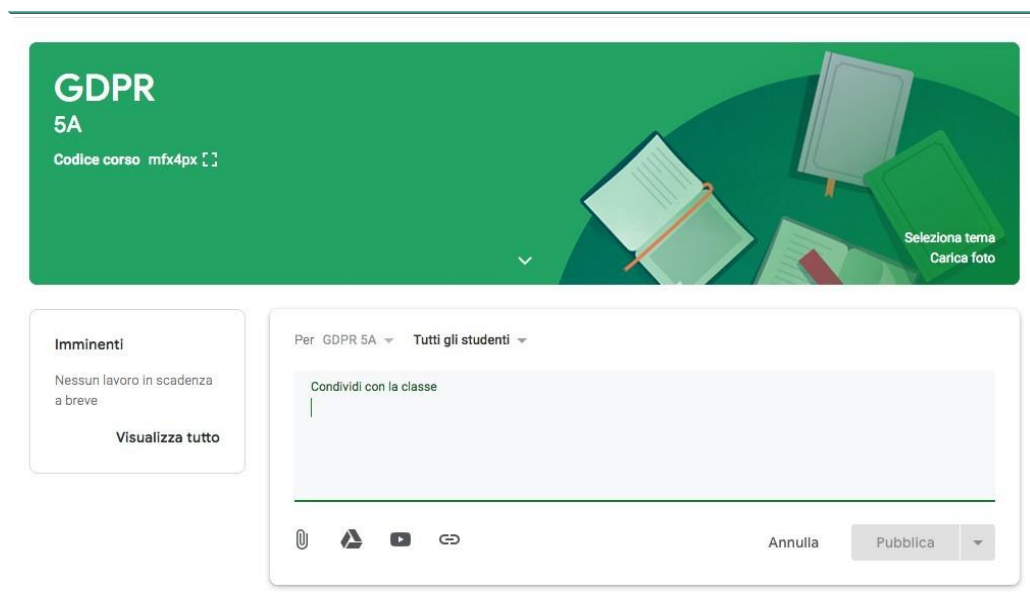 GDPR
5A
Codice corso mfx4px
Seleziona tema
Carica foto
Imminenti
Nessun lavoro in scadenza
a breve
Visualizza tutto
Per GDPR 5A Tutti gli studenti
Condividi con la classe
Annulla Pubblica